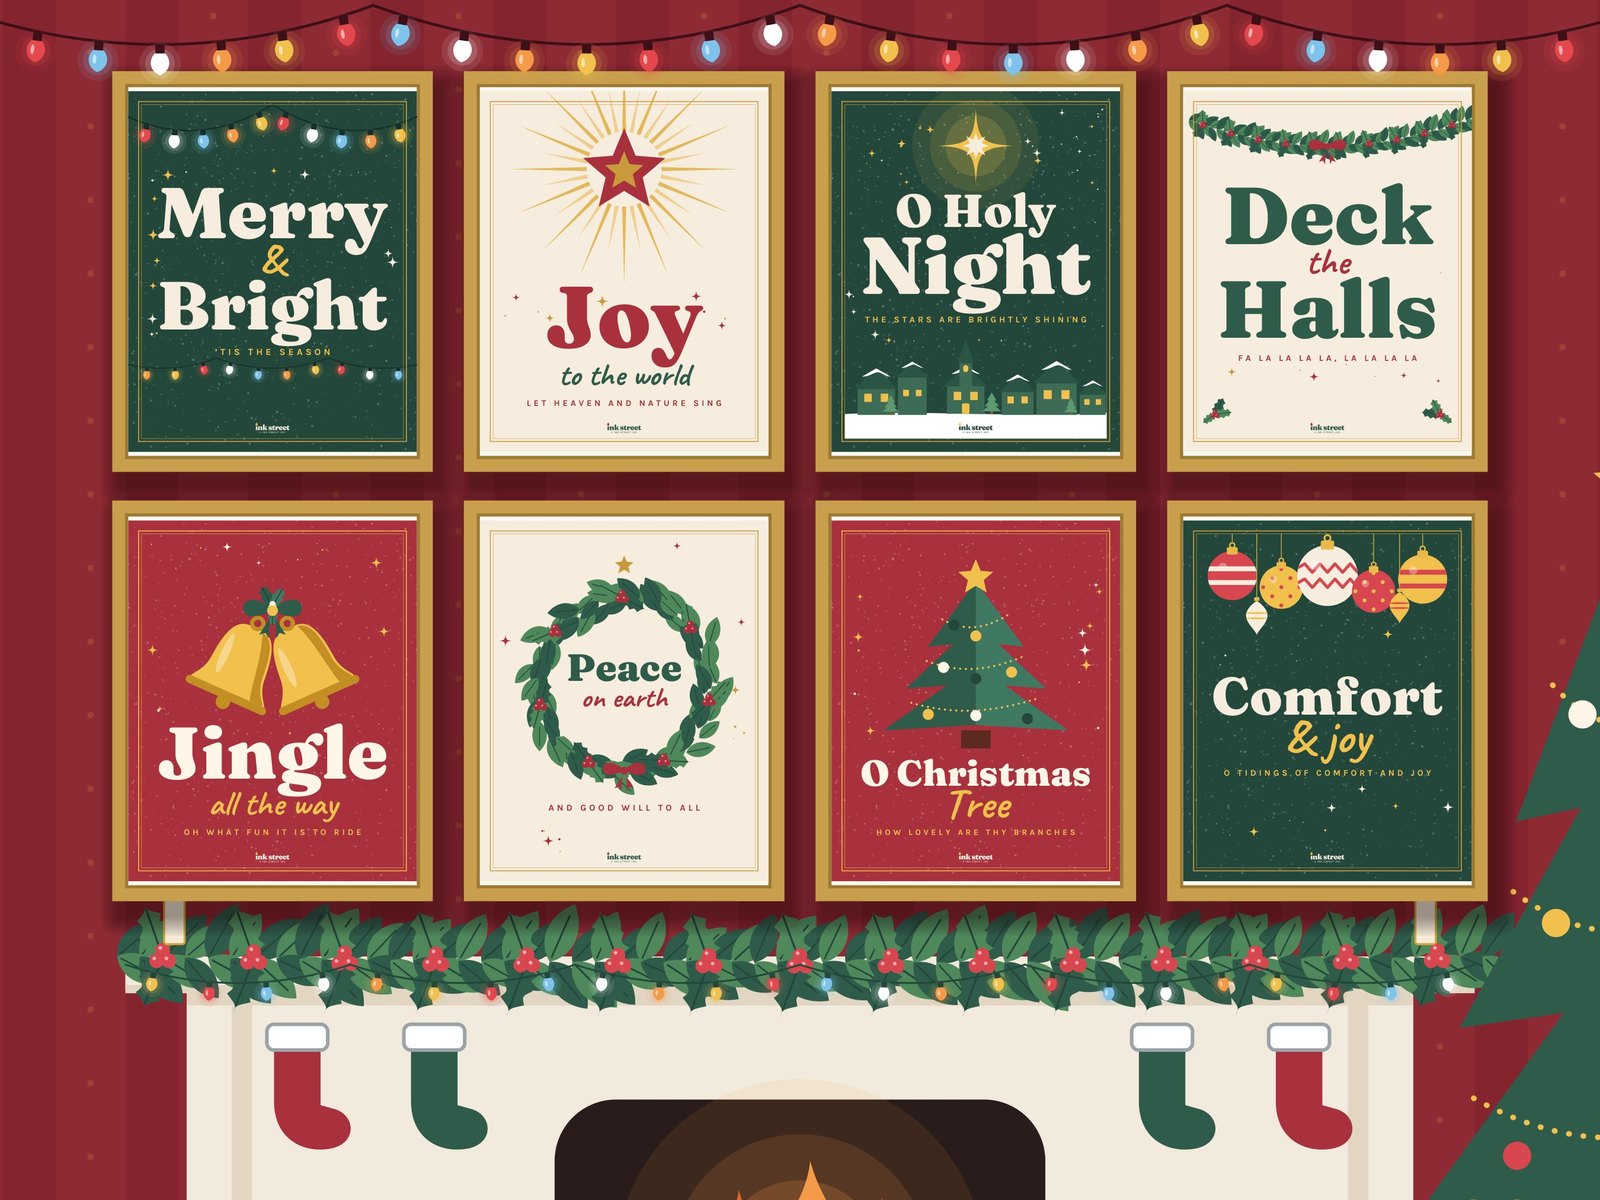 Merry
&
Bright
'TIS THE SEASON
ink street
Joy
to the world
LET HEAVEN AND NATURE SING
ink street
O Holy
Night
THE STARS ARE BRIGHTLY SHINING
ink street
Deck
the
Halls
FA LA LA LA LA, LA LA LA LA
ink street
Jingle
all the way
OH WHAT FUN IT IS TO RIDE
ink street
Peace
on earth
AND GOOD WILL TO ALL
ink street
O Christmas
Tree
HOW LOVELY ARE THY BRANCHES
ink street
Comfort
& joy
O TIDINGS OF COMFORT AND JOY
ink street